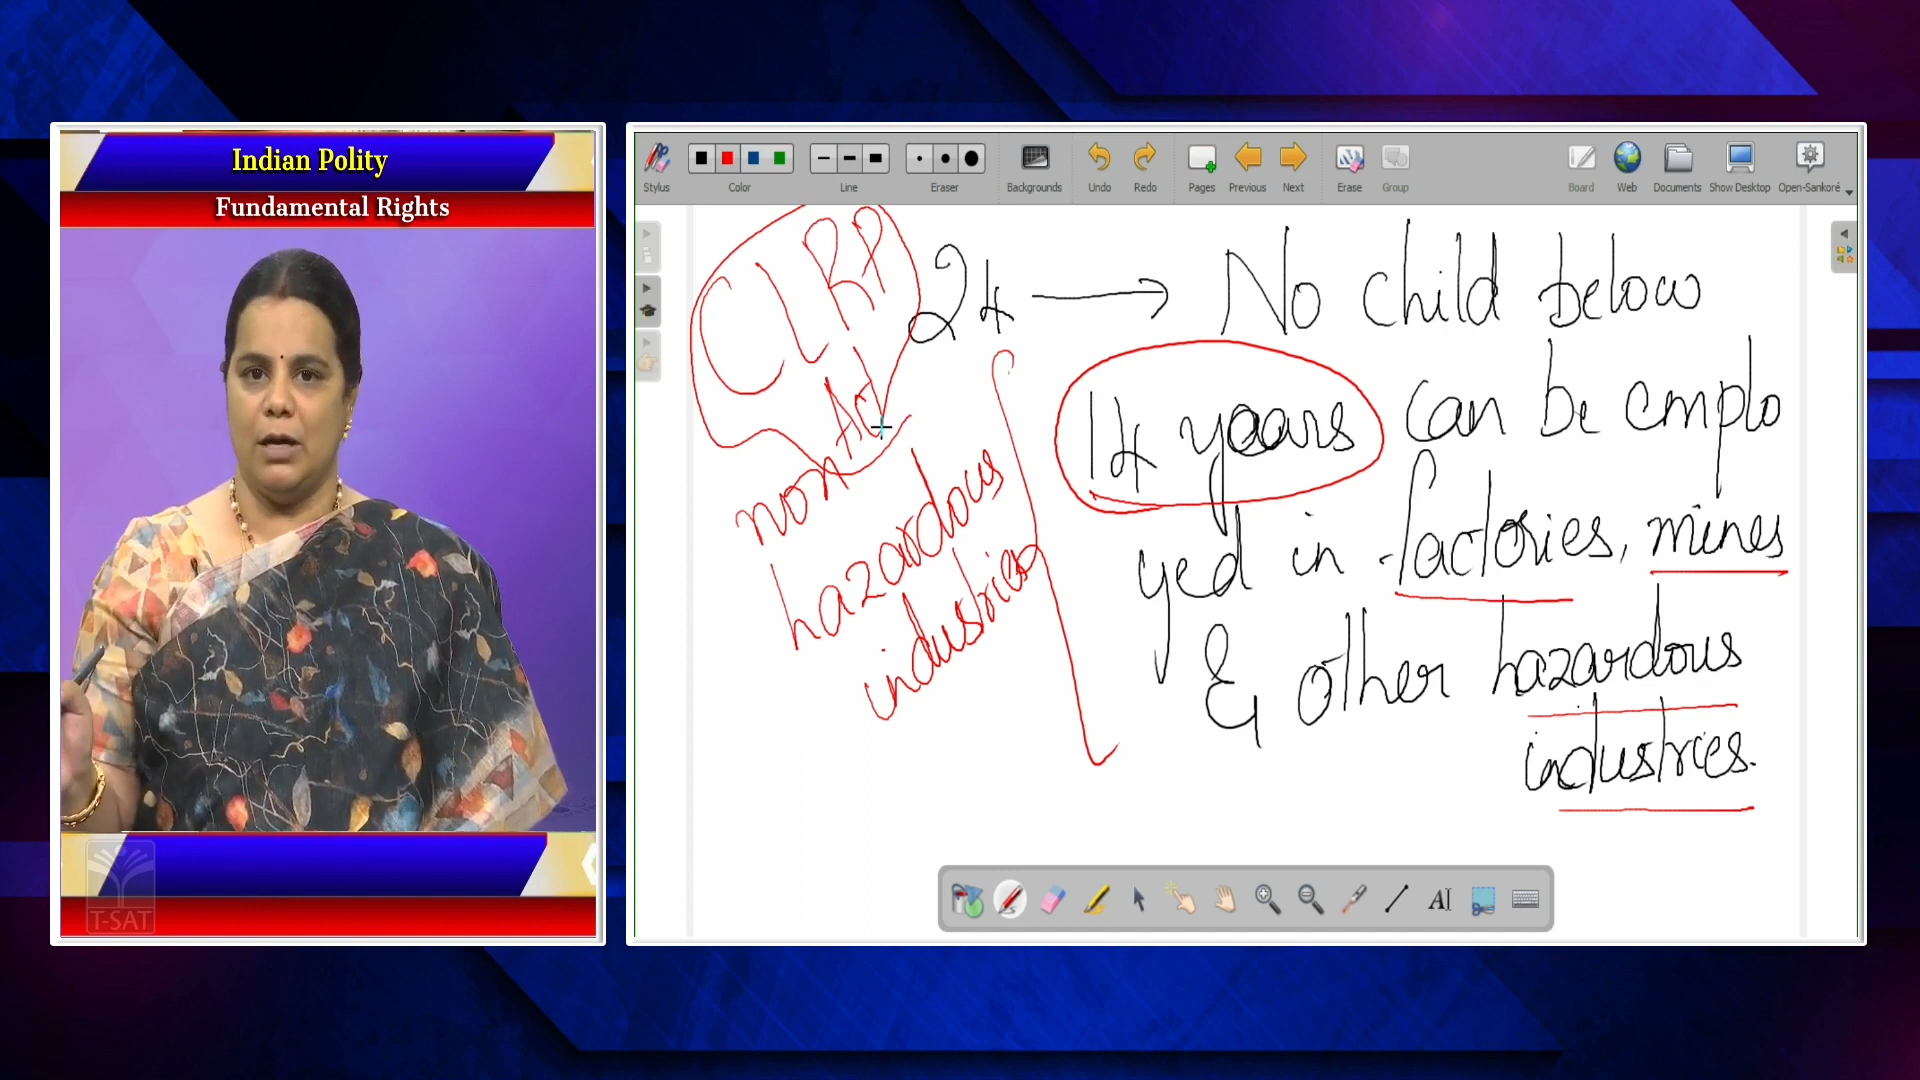 Indian Polity
Fundamental Rights
T-SAT
Stylus Color Line Eraser Backgrounds Undo Redo Pages Previous Next Erase Group Board Web Documents Show Desktop Open-Sankoré
CLRP
Act
non
hazardous
industries
24 → No child below
14 years can be emplo
yed in factories, mines
& other hazardous
industries.